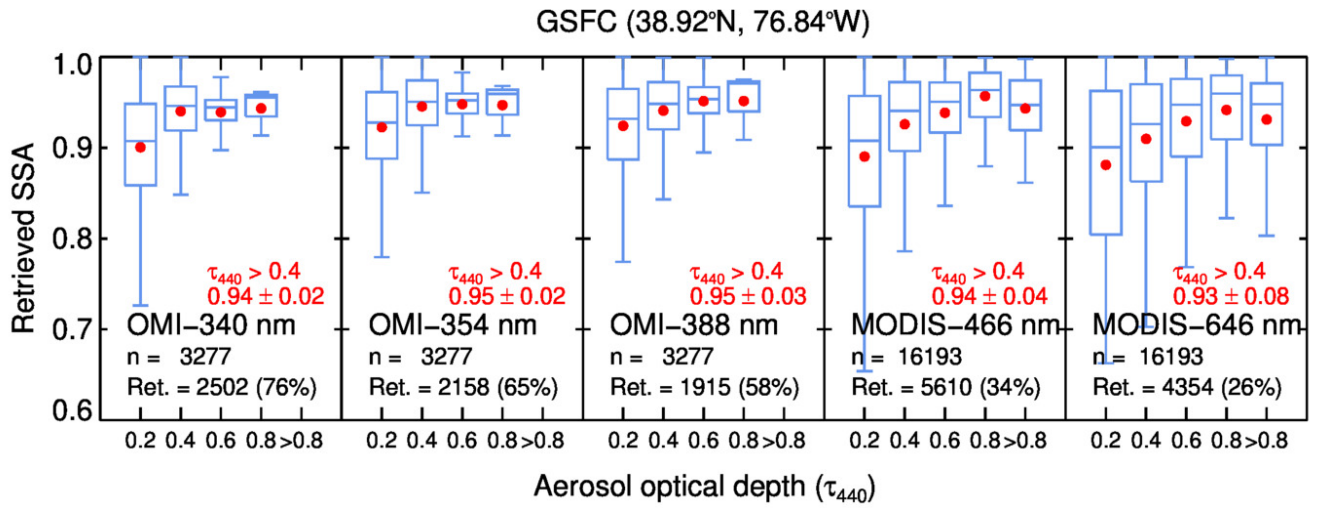 GSFC (38.92°N, 76.84°W)
Retrieved SSA
1.0
0.9
0.8
0.7
0.6
τ440 > 0.4
0.94 ± 0.02
OMI−340 nm
n = 3277
Ret. = 2502 (76%)
0.2 0.4 0.6 0.8 >0.8
τ440 > 0.4
0.95 ± 0.02
OMI−354 nm
n = 3277
Ret. = 2158 (65%)
0.2 0.4 0.6 0.8 >0.8
τ440 > 0.4
0.95 ± 0.03
OMI−388 nm
n = 3277
Ret. = 1915 (58%)
0.2 0.4 0.6 0.8 >0.8
τ440 > 0.4
0.94 ± 0.04
MODIS−466 nm
n = 16193
Ret. = 5610 (34%)
0.2 0.4 0.6 0.8 >0.8
τ440 > 0.4
0.93 ± 0.08
MODIS−646 nm
n = 16193
Ret. = 4354 (26%)
0.2 0.4 0.6 0.8 >0.8
Aerosol optical depth (τ440)